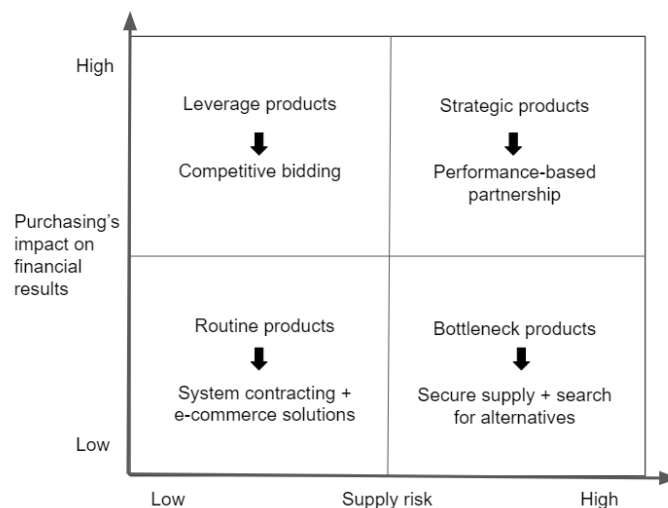 High
Leverage products
Strategic products
Competitive bidding
Performance-based
partnership
Purchasing's
impact on
financial
results
Routine products
Bottleneck products
System contracting +
e-commerce solutions
Secure supply + search
for alternatives
Low
Low
Supply risk
High